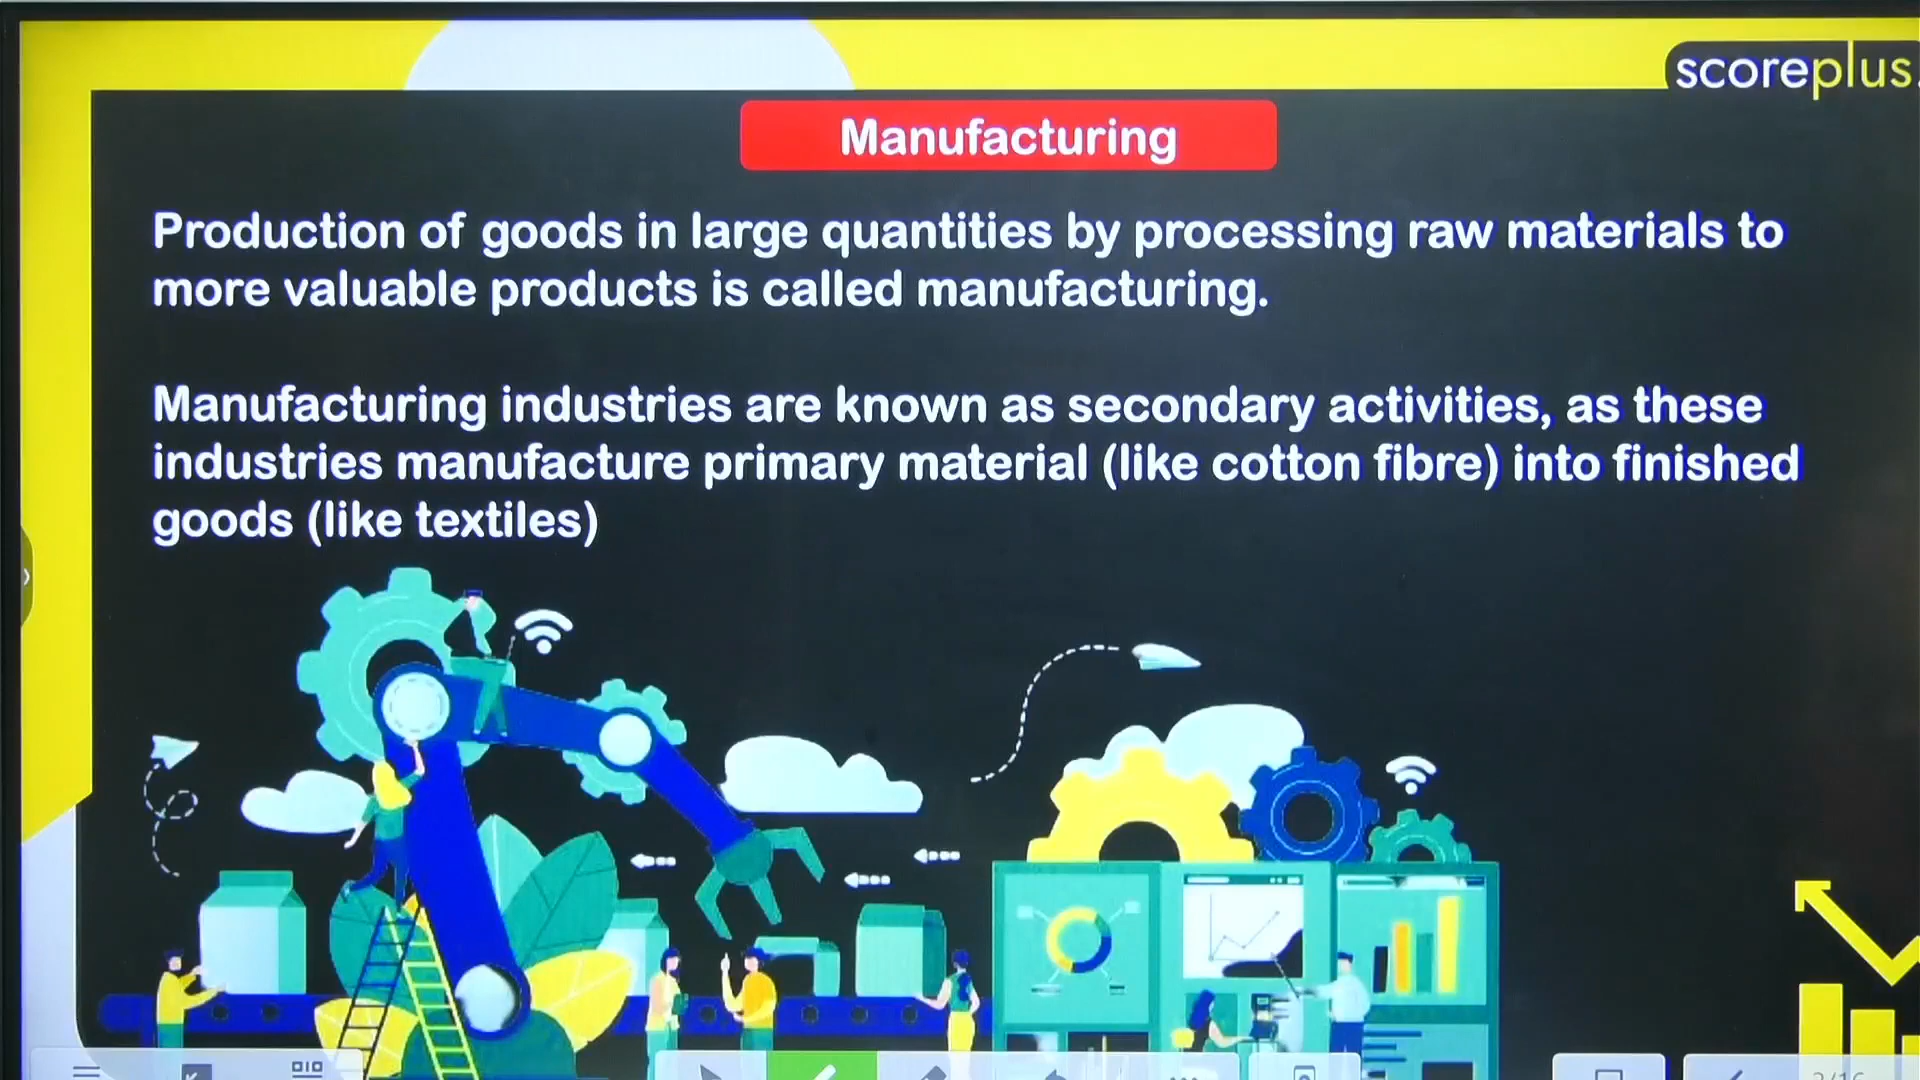 scoreplus.
Manufacturing
Production of goods in large quantities by processing raw materials to
more valuable products is called manufacturing.
Manufacturing industries are known as secondary activities, as these
industries manufacture primary material (like cotton fibre) into finished
goods (like textiles)